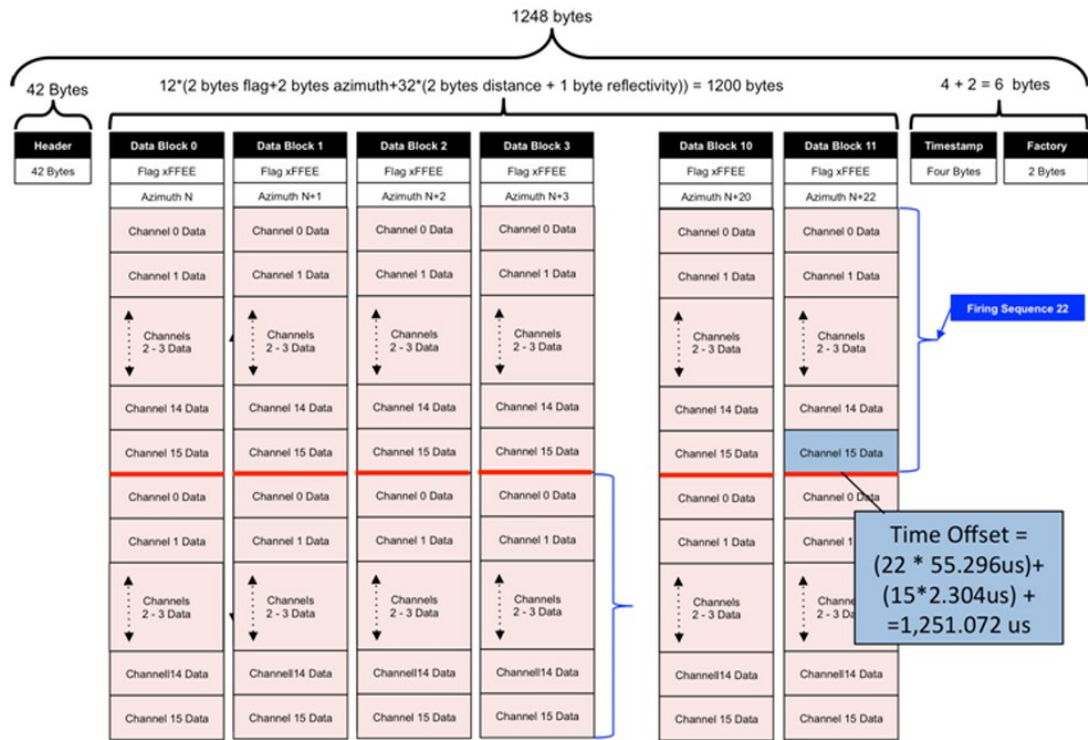 1248 bytes
42 Bytes
12*(2 bytes flag+2 bytes azimuth+32*(2 bytes distance + 1 byte reflectivity)) = 1200 bytes
4 + 2 = 6 bytes
Header
42 Bytes
Data Block 0
Flag xFFEE
Azimuth N
Channel 0 Data
Channel 1 Data
Channels
2 - 3 Data
Channel 14 Data
Channel 15 Data
Channel 0 Data
Channel 1 Data
Channels
2 - 3 Data
Channell14 Data
Channel 15 Data
Data Block 1
Flag xFFEE
Azimuth N+1
Channel 0 Data
Channel 1 Data
Channels
2 - 3 Data
Channel 14 Data
Channel 15 Data
Channel 0 Data
Channel 1 Data
Channels
2 - 3 Data
Channell14 Data
Channel 15 Data
Data Block 2
Flag xFFEE
Azimuth N+2
Channel 0 Data
Channel 1 Data
Channels
2 - 3 Data
Channel 14 Data
Channel 15 Data
Channel 0 Data
Channel 1 Data
Channels
2 - 3 Data
Channell14 Data
Channel 15 Data
Data Block 3
Flag xFFEE
Azimuth N+3
Channel 0 Data
Channel 1 Data
Channels
2 - 3 Data
Channel 14 Data
Channel 15 Data
Channel 0 Data
Channel 1 Data
Channels
2 - 3 Data
Channell14 Data
Channel 15 Data
Data Block 10
Flag xFFEE
Azimuth N+20
Channel 0 Data
Channel 1 Data
Channels
2 - 3 Data
Channel 14 Data
Channel 15 Data
Channel 0 Data
Channel 1 Data
Channels
2 - 3 Data
Channell14 Data
Channel 15 Data
Data Block 11
Flag xFFEE
Azimuth N+22
Channel 0 Data
Channel 1 Data
Channels
2 - 3 Data
Channel 14 Data
Channel 15 Data
Channel 0 Data
Channel 1
Channels
2 - 3 Data
Channell14 Data
Channel 15 Data
Timestamp
Four Bytes
Factory
2 Bytes
Firing Sequence 22
Time Offset =
(22 * 55.296us)+
(15*2.304us) +
=1,251.072 us